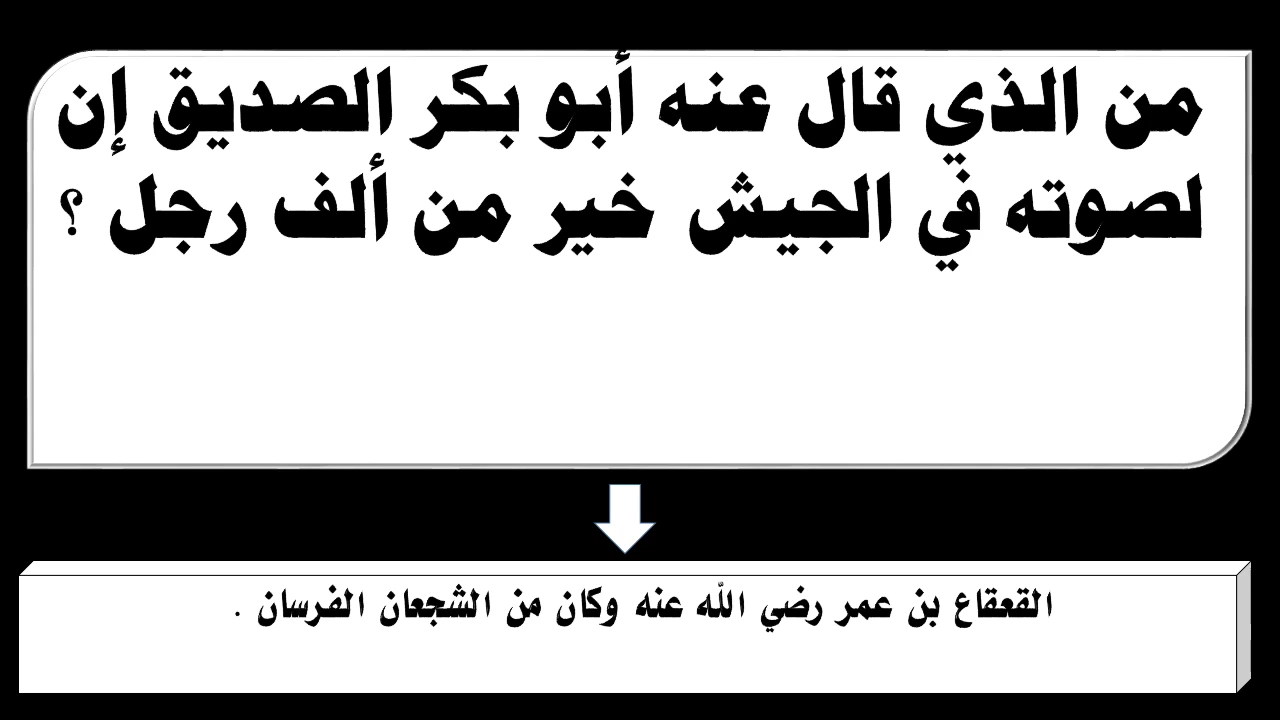 من الذي قال عنه أبو بكر الصديق إن
لصوته في الجيش خير من ألف رجل ؟
القعقاع بن عمر رضي الله عنه وكان من الشجعان الفرسان .